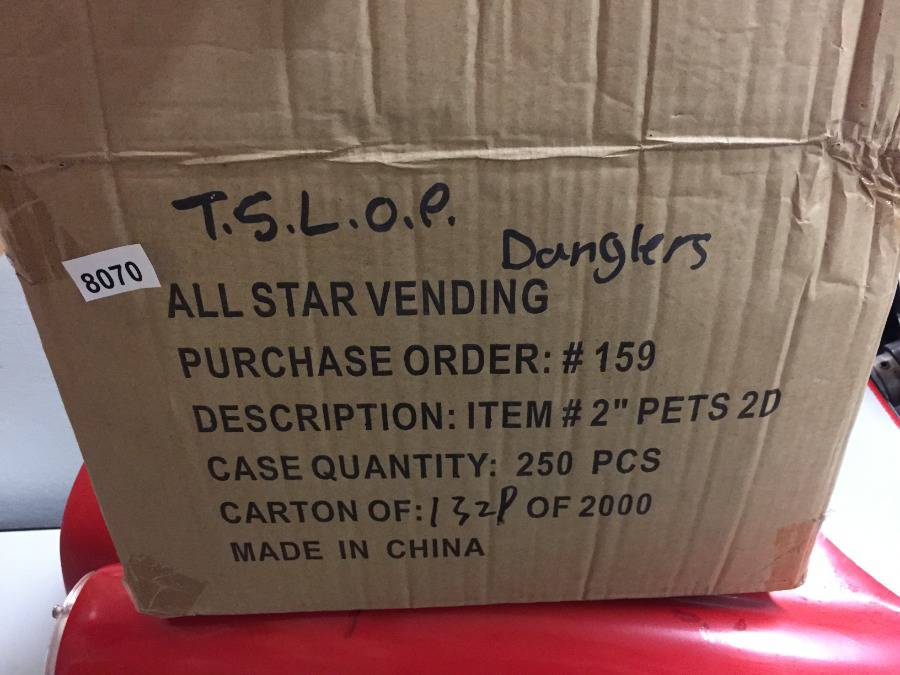 T.S.L.O.P.
Danglers
8070
ALL STAR VENDING
PURCHASE ORDER: # 159
DESCRIPTION: ITEM # 2" PETS 2D
CASE QUANTITY: 250 PCS
CARTON OF: OF 2000
MADE IN CHINA